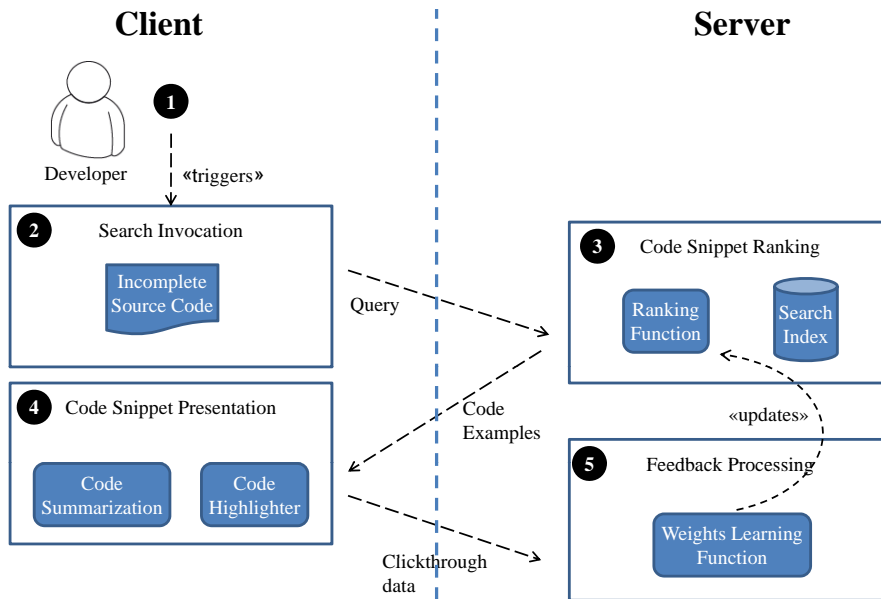 Client
Server
1
Developer
«triggers»
2
Search Invocation
Incomplete
Source Code
Query
3
Code Snippet Ranking
Ranking
Function
Search
Index
4
Code Snippet Presentation
Code
Summarization
Code
Highlighter
Code
Examples
«updates»
5
Feedback Processing
Weights Learning
Function
Clickthrough
data